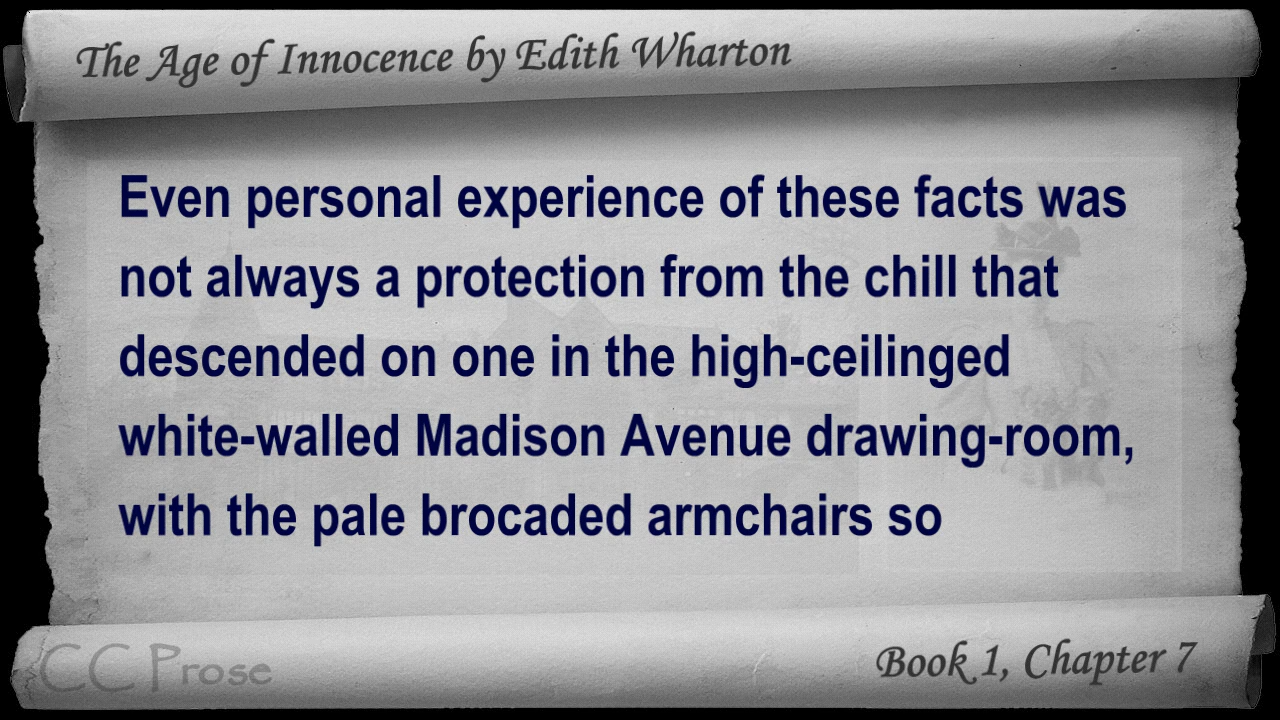 The Age of Innocence by Edith Wharton
Even personal experience of these facts was
not always a protection from the chill that
descended on one in the high-ceilinged
white-walled Madison Avenue drawing-room,
with the pale brocaded armchairs so
CC Prose
Book 1, Chapter 7